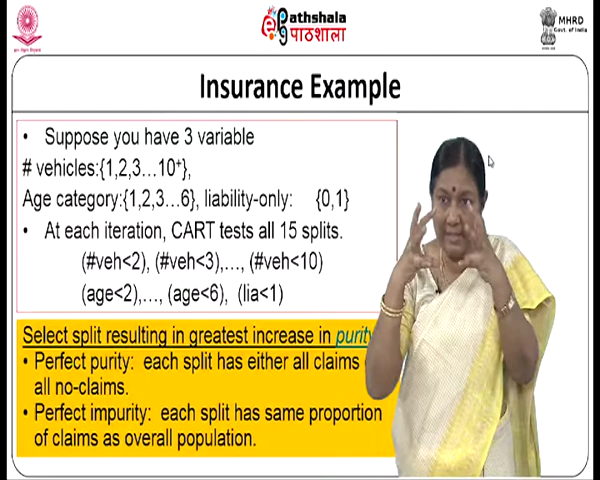 Pathshala
पाठशाला
MHRD
Govt. of India
Insurance Example
• Suppose you have 3 variable
# vehicles:{1,2,3…10+},
Age category:{1,2,3…6}, liability-only: {0,1}
• At each iteration, CART tests all 15 splits.
(#veh<2), (#veh<3),…, (#veh<10)
(age<2),…, (age<6), (lia<1)
Select split resulting in greatest increase in purity
• Perfect purity: each split has either all claims
all no-claims.
• Perfect impurity: each split has same proportion
of claims as overall population.